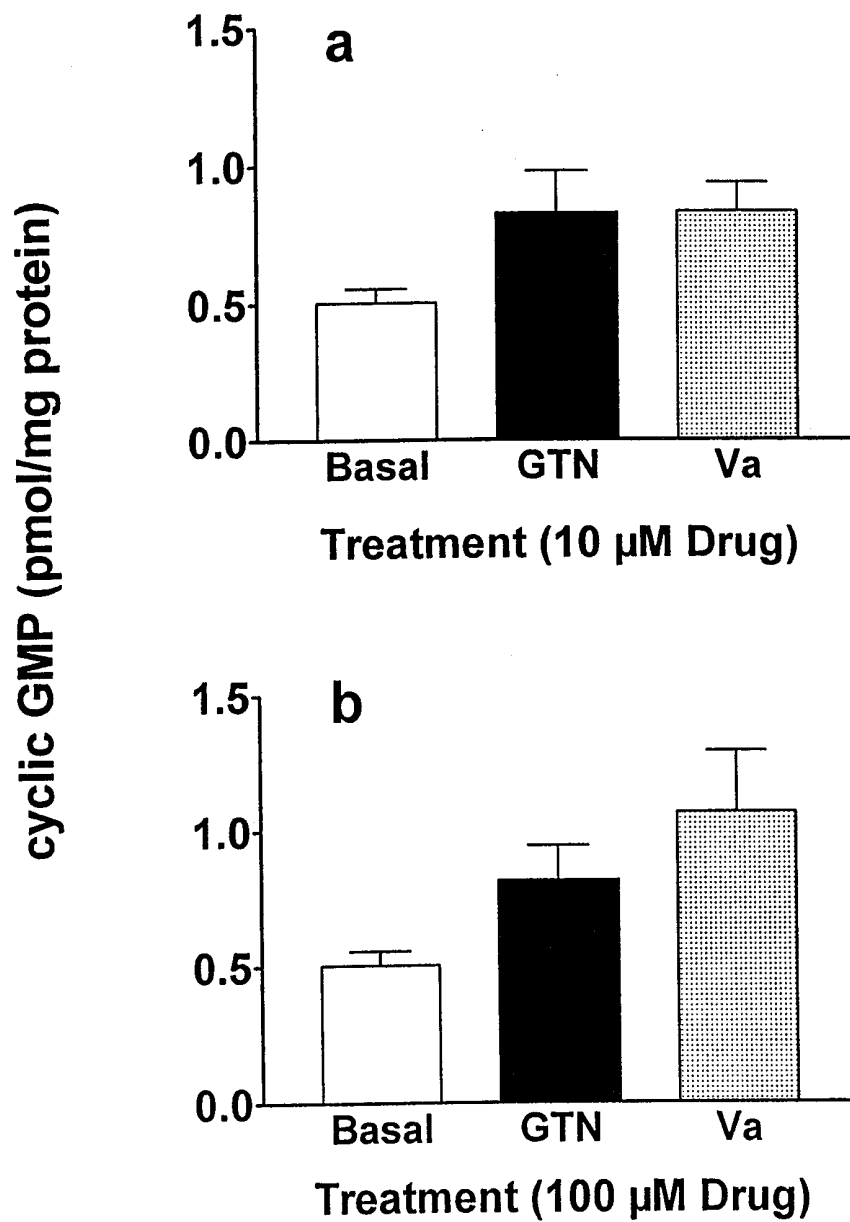 cyclic GMP (pmol/mg protein)
a
1.5
1.0
0.5
0.0
Basal GTN Va
Treatment (10 µM Drug)
b
1.5
1.0
0.5
0.0
Basal GTN Va
Treatment (100 µM Drug)